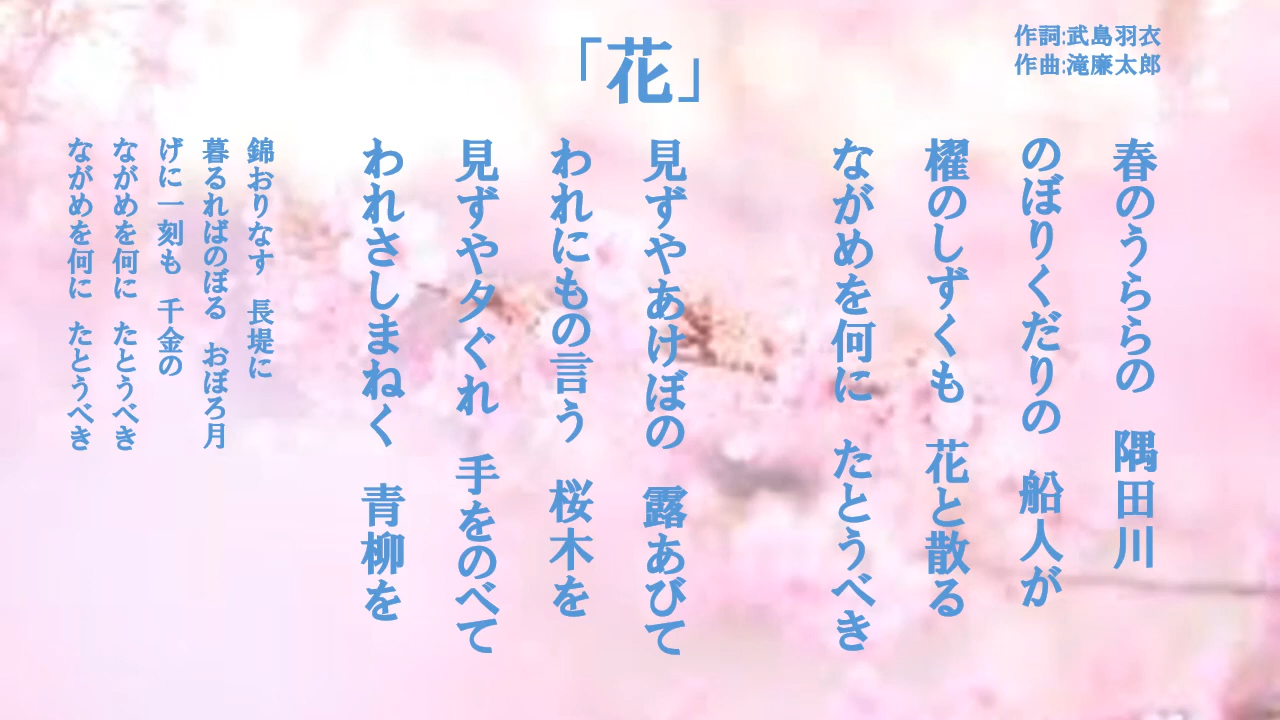 「花」
作詞:武島羽衣
作曲:滝廉太郎
春のうららの　隅田川
のぼりくだりの　船人が
櫂のしずくも　花と散る
ながめを何に　たとうべき
見ずやあけぼの　露あびて
われにもの言う　桜木を
見ずや夕ぐれ　手をのべて
われさしまねく　青柳を
錦おりなす　長堤に
暮るればのぼる　おぼろ月
げに一刻も　千金の
ながめを何に　たとうべき
ながめを何に　たとうべき